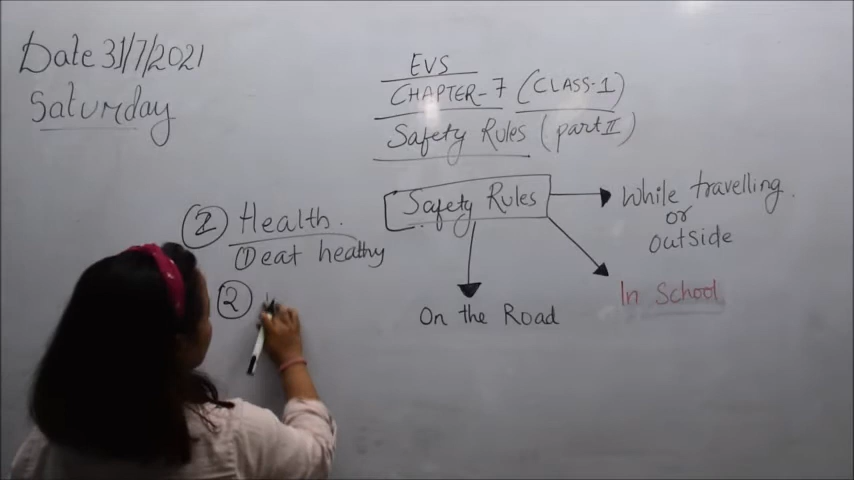 Date 31/7/2021
Saturday
EVS
CHAPTER-7 (CLASS-1)
Safety Rules (part II)
Safety Rules
While travelling.
or
outside
In School
On the Road
② Health.
① eat heathy
②